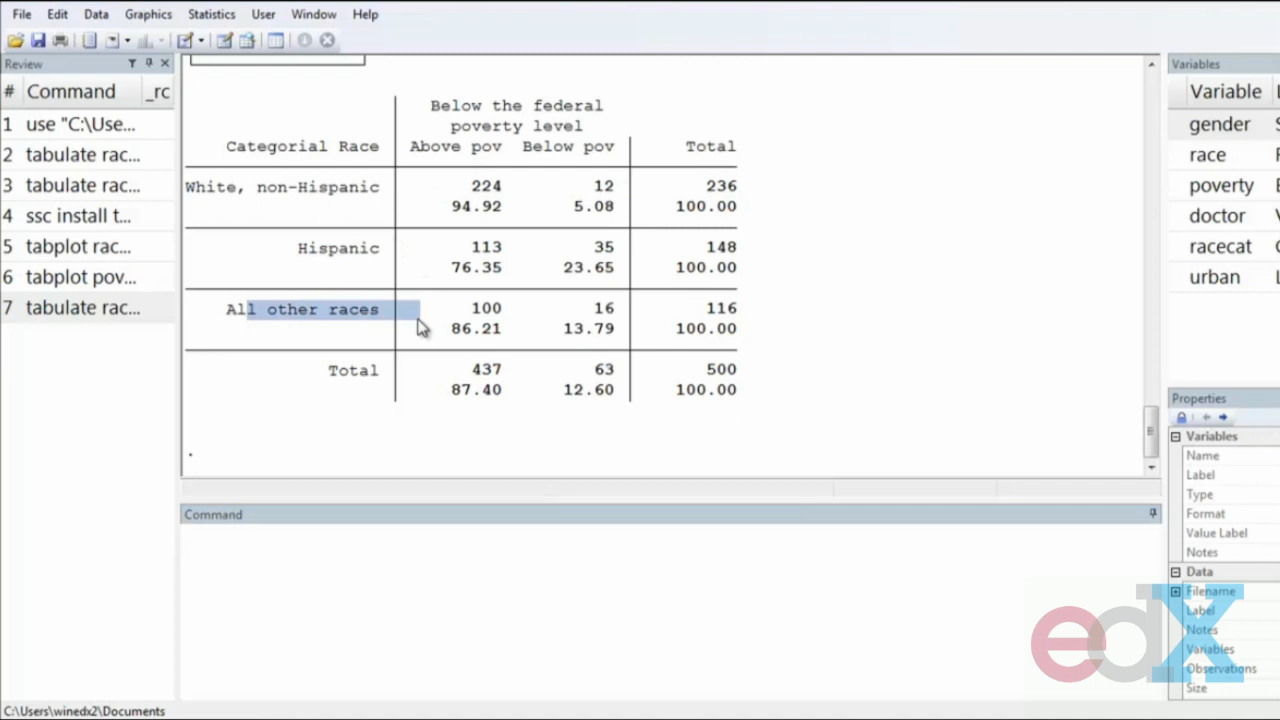 File Edit Data Graphics Statistics User Window Help
Review
# Command _rc
1 use "C:\Use...
2 tabulate rac...
3 tabulate rac...
4 ssc install t...
5 tabplot rac...
6 tabplot pov...
7 tabulate rac...
Below the federal
poverty level
Categorial Race Above pov Below pov Total
White, non-Hispanic 224 12 236
94.92 5.08 100.00
Hispanic 113 35 148
76.35 23.65 100.00
All other races 100 16 116
86.21 13.79 100.00
Total 437 63 500
87.40 12.60 100.00
.
Command
Variables
Variable
gender
race
poverty
doctor
racecat
urban
Properties
Variables
Name
Label
Type
Format
Value Label
Notes
Data
Filename
Label
Notes
Variables
Observations
Size
edX
C:\Users\winedx2\Documents